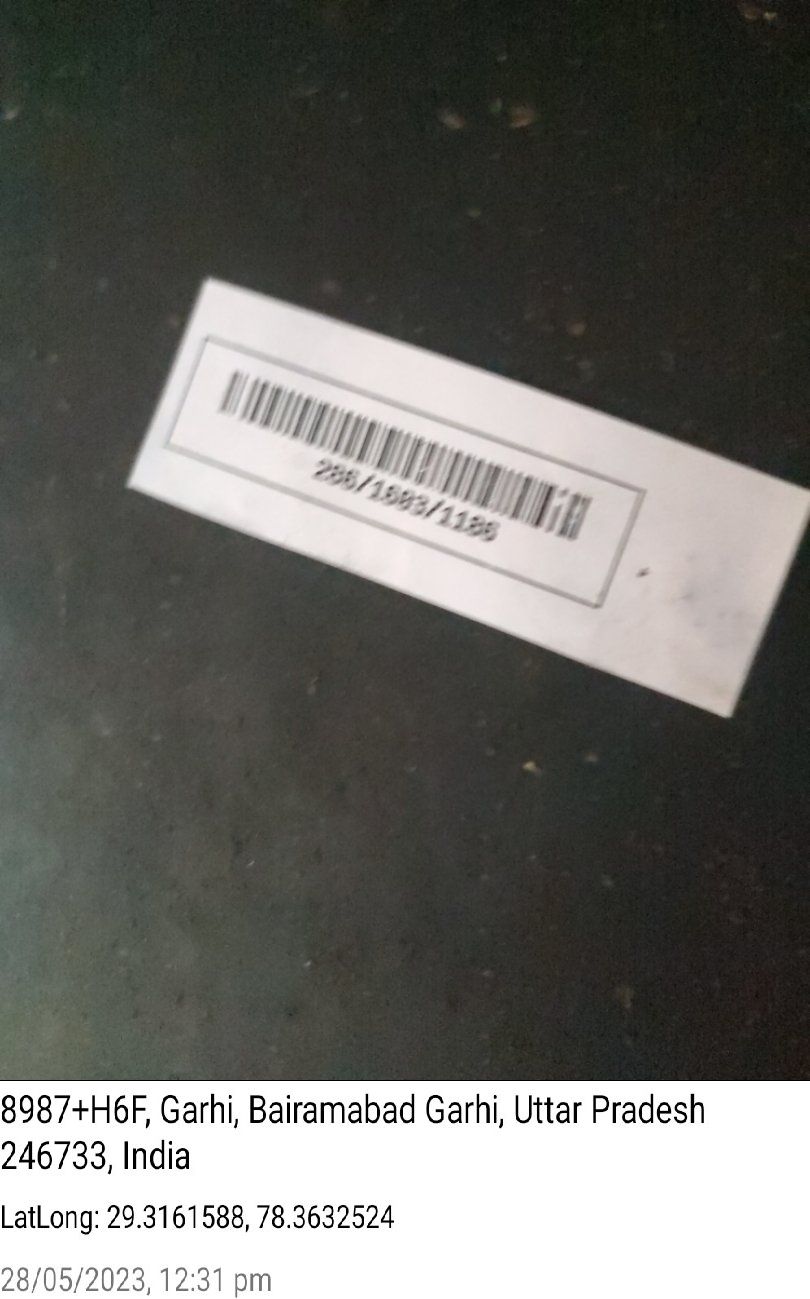 286/1603/1186
8987+H6F, Garhi, Bairamabad Garhi, Uttar Pradesh
246733, India
LatLong: 29.3161588, 78.3632524
28/05/2023, 12:31 pm